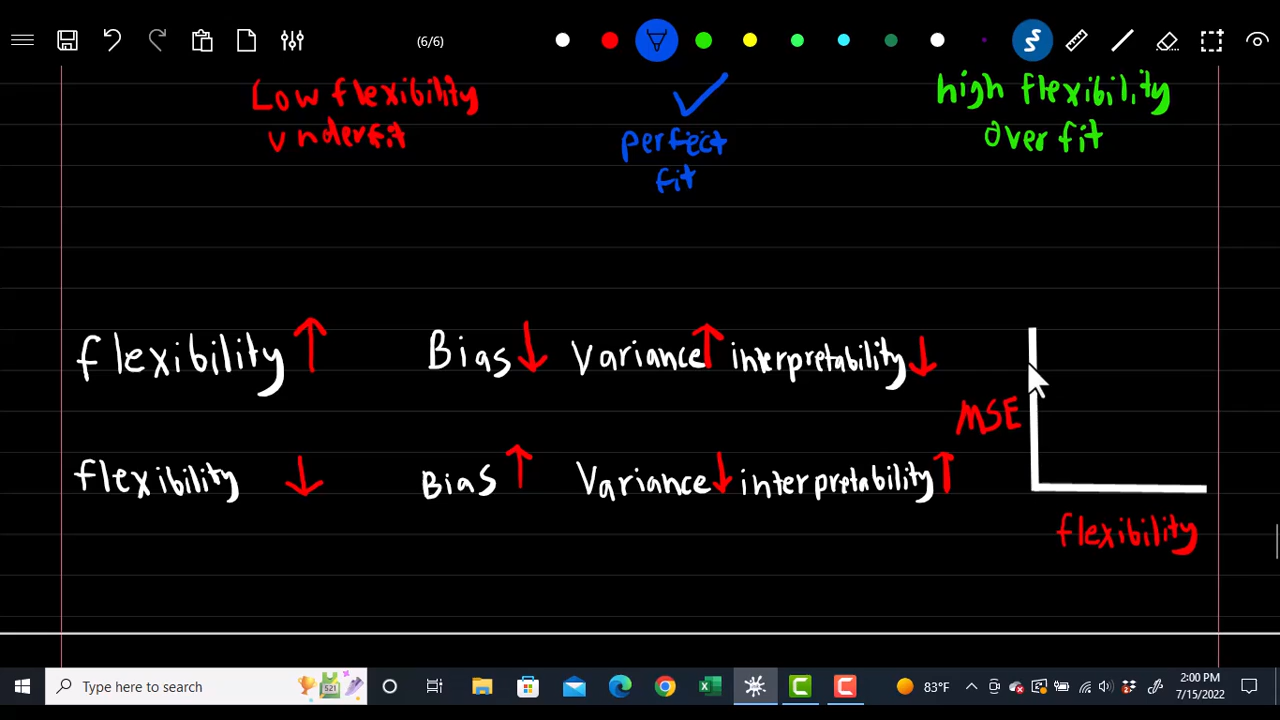 (6/6)
Low flexibility
underfit
perfect
fit
high flexibility
Over fit
flexibility ↑ Bias ↓ Variance ↑ interpretability ↓
MSE
flexibility ↓ Bias ↑ Variance ↓ interpretability ↑
flexibility
Type here to search
521
83°F
2:00 PM
7/15/2022